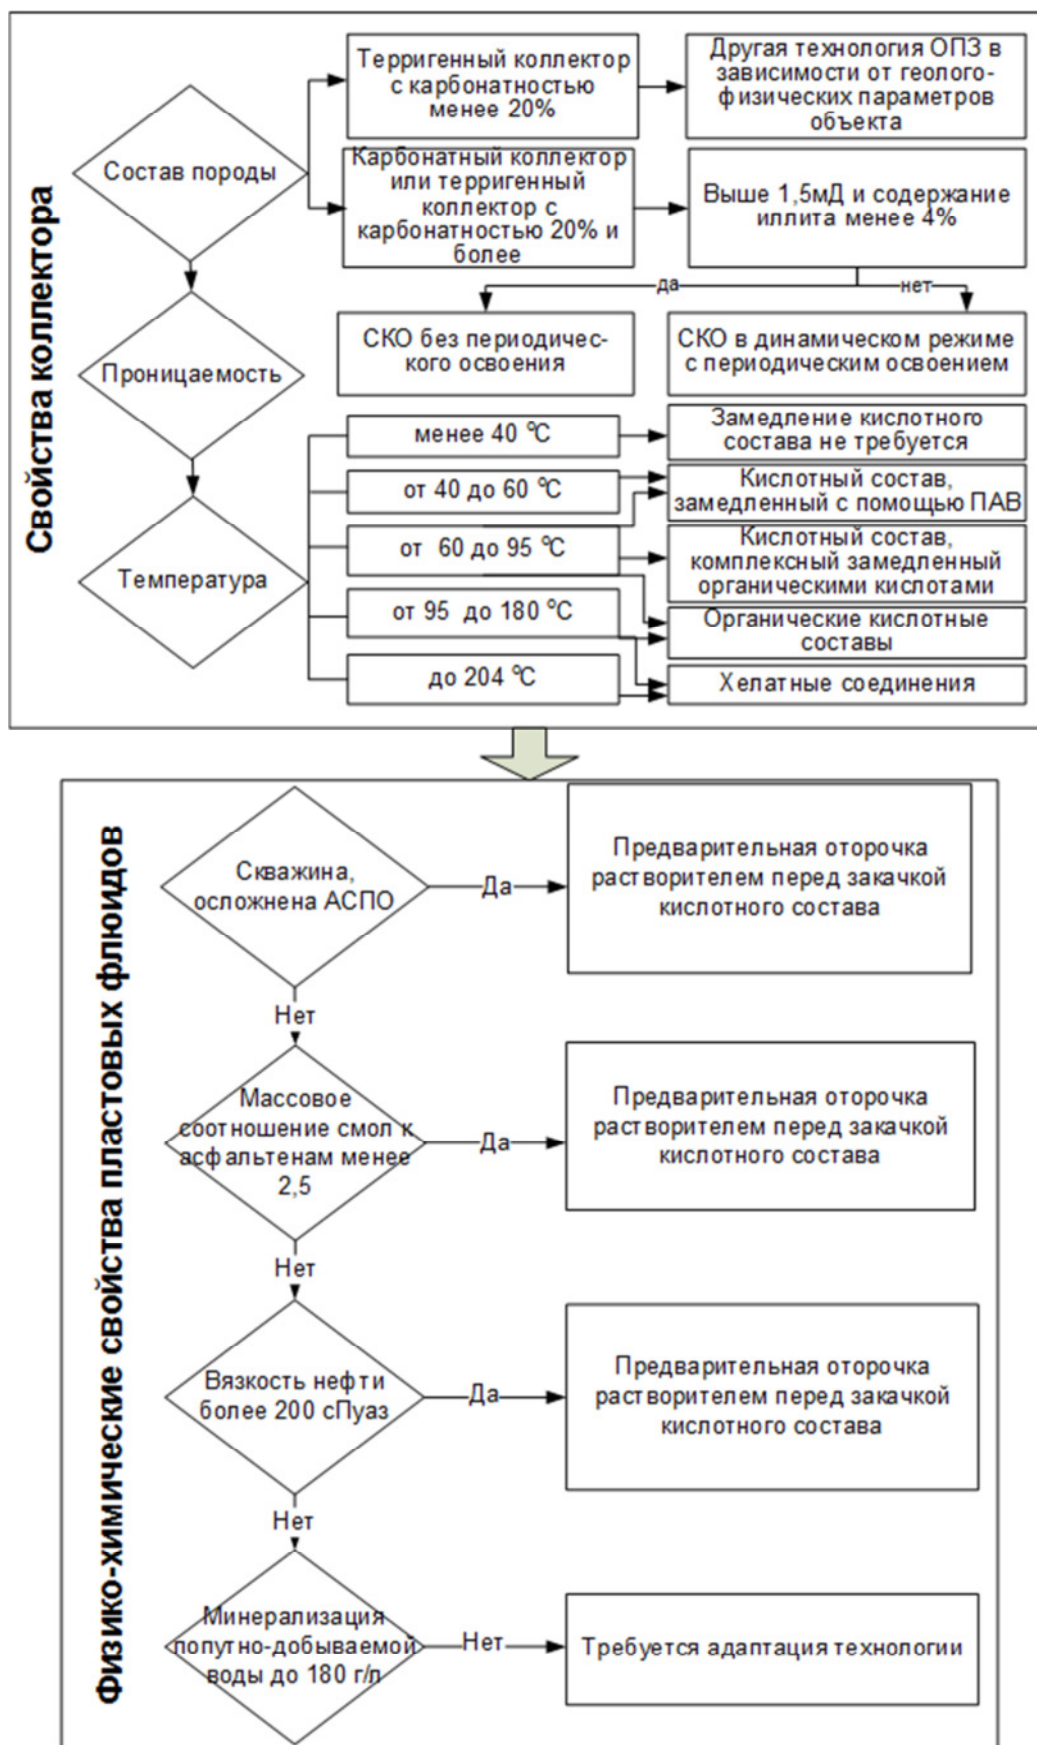 Свойства коллектора
Состав породы
Терригенный коллектор
с карбонатностью
менее 20%
Другая технология ОПЗ в
зависимости от геолого-
физических параметров
объекта
Карбонатный коллектор
или терригенный
коллектор с
карбонатностью 20% и
более
Выше 1,5мД и содержание
иллита менее 4%
да
нет
Проницаемость
СКО без периодичес-
кого освоения
СКО в динамическом режиме
с периодическим освоением
Температура
менее 40 °С
Замедление кислотного
состава не требуется
от 40 до 60 °С
Кислотный состав,
замедленный с помощью ПАВ
от 60 до 95 °С
Кислотный состав,
комплексный замедленный
органическими кислотами
от 95 до 180 °С
Органические кислотные
составы
до 204 °С
Хелатные соединения
Физико-химические свойства пластовых флюидов
Скважина,
осложнена АСПО
Да
Предварительная оторочка
растворителем перед закачкой
кислотного состава
Нет
Массовое
соотношение смол к
асфальтенам менее
2,5
Да
Предварительная оторочка
растворителем перед закачкой
кислотного состава
Нет
Вязкость нефти
более 200 сПуаз
Да
Предварительная оторочка
растворителем перед закачкой
кислотного состава
Нет
Минерализация
попутно-добываемой
воды до 180 г/л
Нет
Требуется адаптация технологии